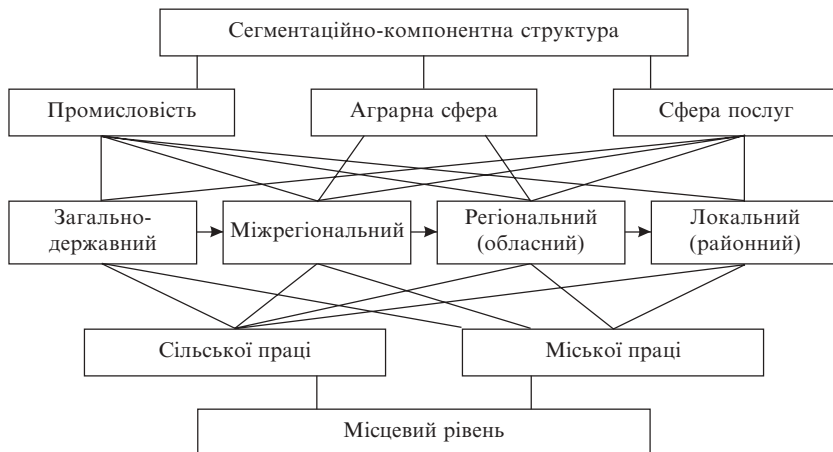 Сегментаційно-компонентна структура
Промисловість
Аграрна сфера
Сфера послуг
Загально-
державний
Міжрегіональний
Регіональний
(обласний)
Локальний
(районний)
Сільської праці
Міської праці
Місцевий рівень